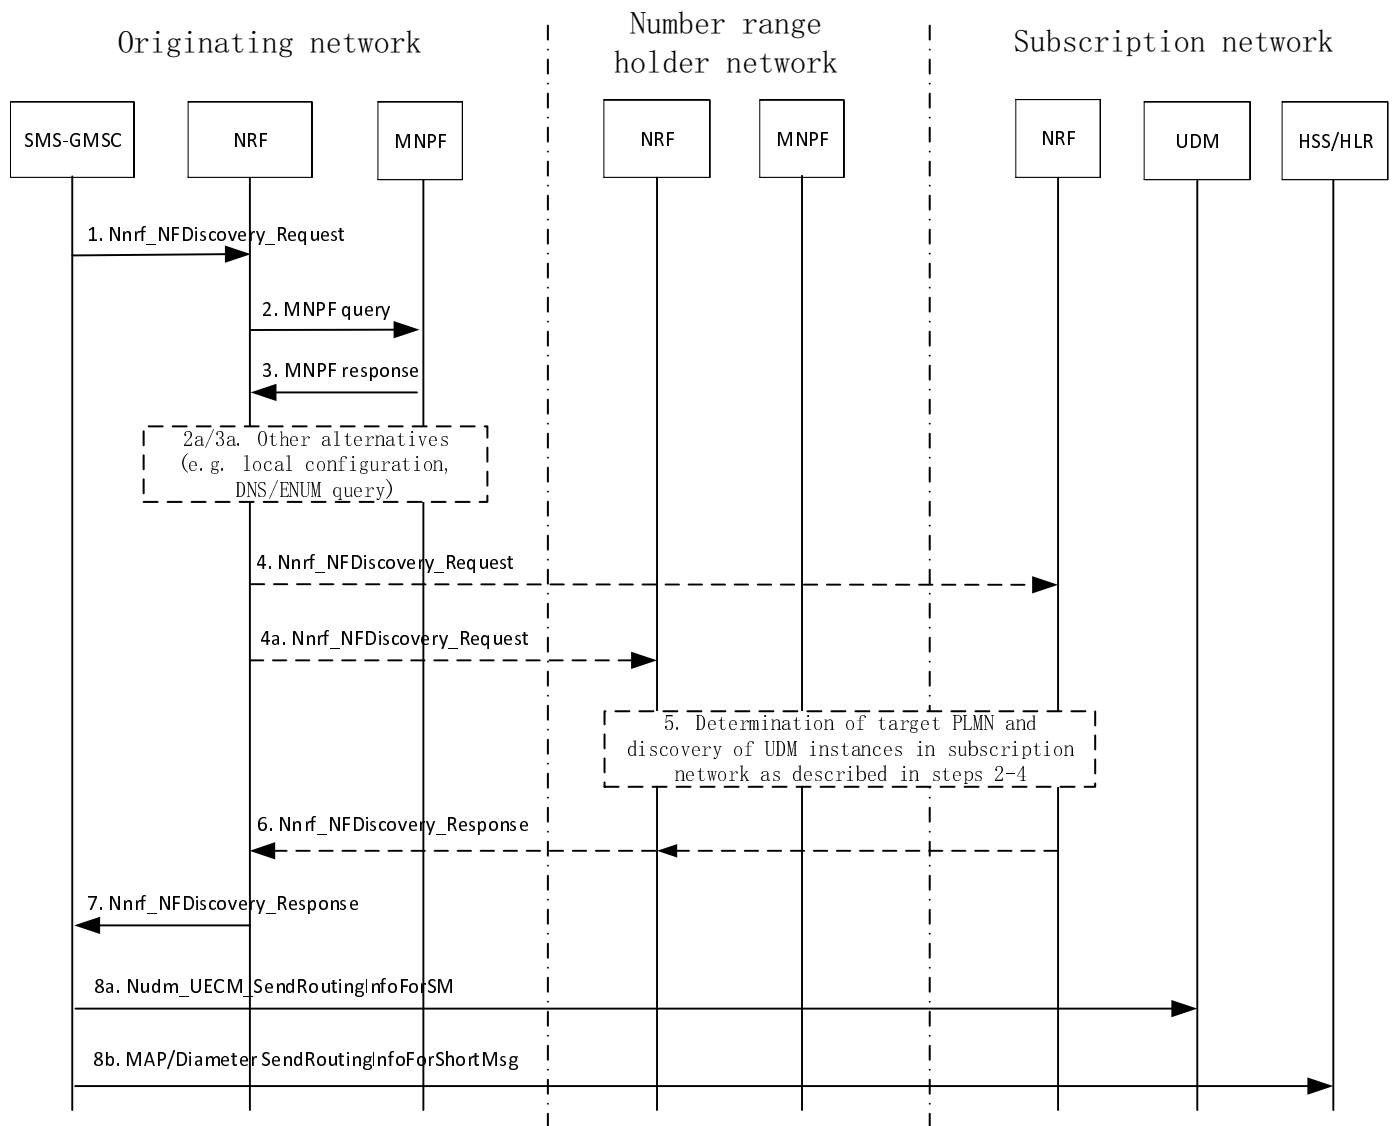 Originating network
Number range
holder network
Subscription network
SMS-GMSC
NRF
MNPF
NRF
MNPF
NRF
UDM
HSS/HLR
1. Nnrf_NFDiscovery_Request
2. MNPF query
3. MNPF response
2a/3a. Other alternatives
(e.g. local configuration,
DNS/ENUM query)
4. Nnrf_NFDiscovery_Request
4a. Nnrf_NFDiscovery_Request
5. Determination of target PLMN and
discovery of UDM instances in subscription
network as described in steps 2-4
6. Nnrf_NFDiscovery_Response
7. Nnrf_NFDiscovery_Response
8a. Nudm_UECM_SendRoutingInfoForSM
8b. MAP/Diameter SendRoutingInfoForShortMsg